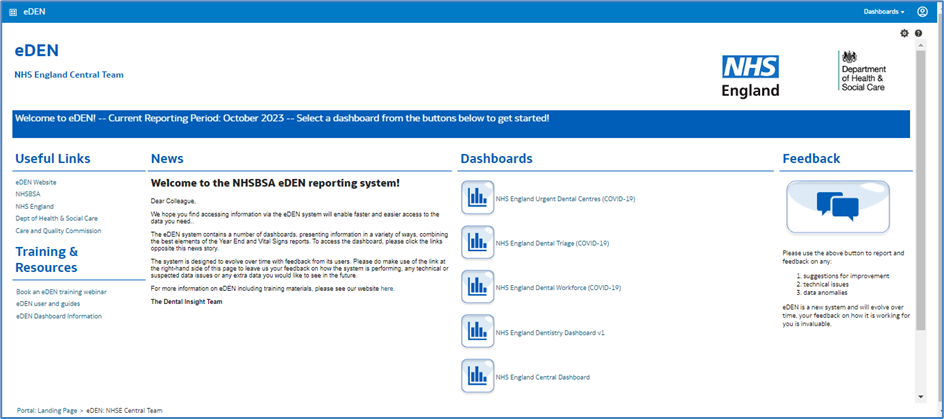 eDEN
Dashboards
eDEN
NHS England Central Team
NHS
England
Department
of Health &
Social Care
Welcome to eDEN! -- Current Reporting Period: October 2023 -- Select a dashboard from the buttons below to get started!
Useful Links
eDEN Website
NHSBSA
NHS England
Dept of Health & Social Care
Care and Quality Commission
Training &
Resources
Book an eDEN training webinar
eDEN user and guides
eDEN Dashboard Information
News
Welcome to the NHSBSA eDEN reporting system!
Dear Colleague,
We hope you find accessing information via the eDEN system will enable faster and easier access to the
data you need..
The eDEN system contains a number of dashboards, presenting information in a variety of ways, combining
the best elements of the Year End and Vital Signs reports. To access the dashboard, please click the links
opposite this news story.
The system is designed to evolve over time with feedback from its users. Please do make use of the link at
the right-hand side of this page to leave us your feedback on how the system is performing, any technical or
suspected data issues or any extra data you would like to see in the future.
For more information on eDEN including training materials, please see our website here.
The Dental Insight Team
Dashboards
NHS England Urgent Dental Centres (COVID-19)
NHS England Dental Triage (COVID-19)
NHS England Dental Workforce (COVID-19)
NHS England Dentistry Dashboard v1
NHS England Central Dashboard
Feedback
Please use the above button to report and
feedback on any:
1. suggestions for improvement
2. technical issues
3. data anomalies
eDEN is a new system and will evolve over
time, your feedback on how it is working for
you is invaluable.
Portal: Landing Page > eDEN: NHSE Central Team